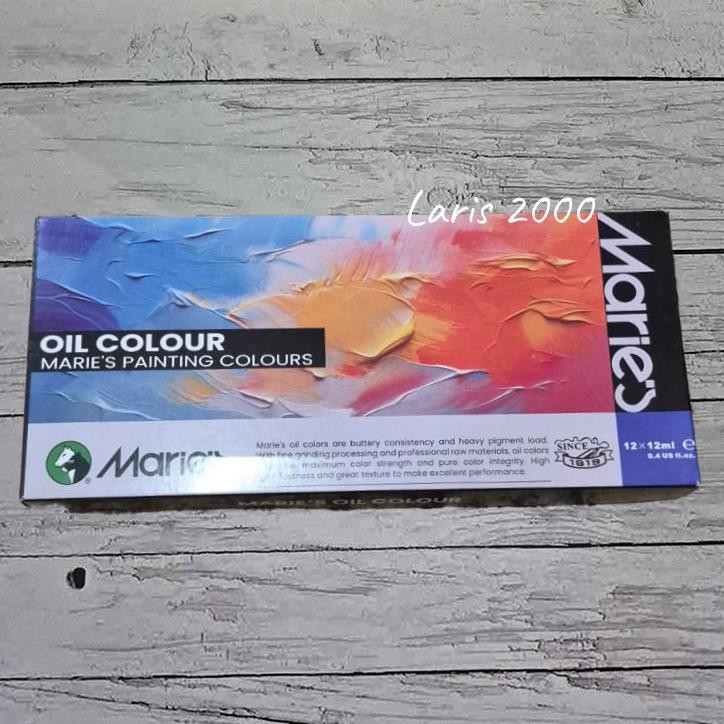 Laris 2000
Marie's
OIL COLOUR
MARIE'S PAINTING COLOURS
Marie's
Marie's oil colors are buttery consistency and heavy pigment load.
With fine grinding processing and professional raw materials, oil colors
maximum color strength and pure color integrity. High
fastness and great texture to make excellent performance.
SINCE
1919
12×12ml e
0.4 US fl.oz.
MARIE'S OIL COLOUR